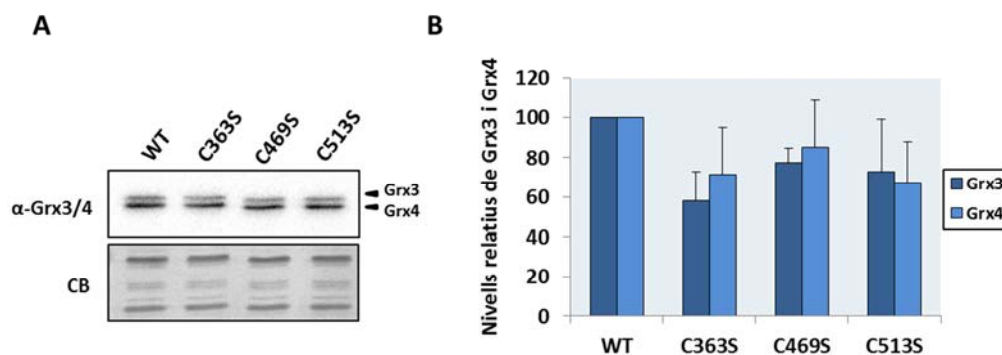 A
WT
C363S
C469S
C513S
α-Grx3/4
Grx3
Grx4
CB
B
Nivells relatius de Grx3 i Grx4
120
100
80
60
40
20
0
WT
C363S
C469S
C513S
Grx3
Grx4